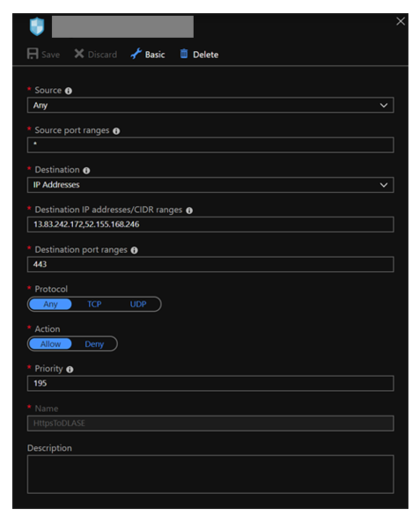 Save Discard Basic Delete
* Source
Any
* Source port ranges
*
* Destination
IP Addresses
* Destination IP addresses/CIDR ranges
13.83.242.172,52.155.168.246
* Destination port ranges
443
* Protocol
Any TCP UDP
* Action
Allow Deny
* Priority
195
* Name
HttpsToDLASE
Description